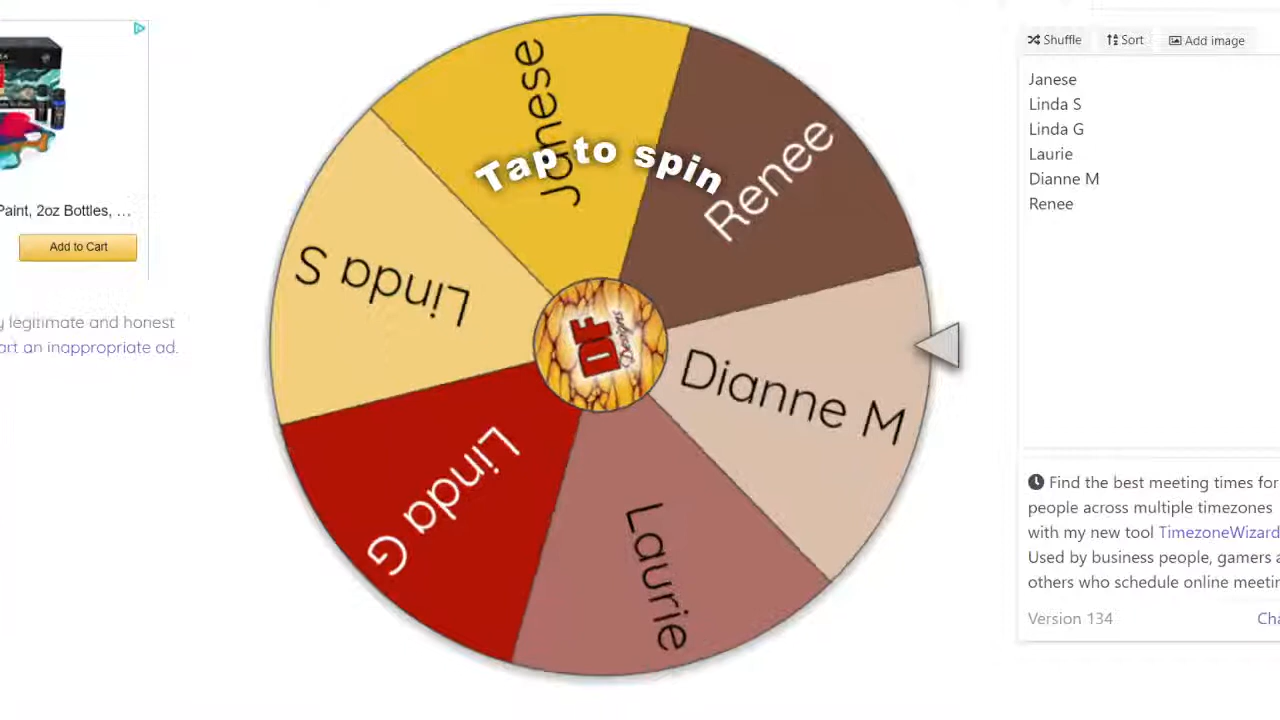 Shuffle
Sort
Add image
Janese
Linda S
Linda G
Laurie
Dianne M
Renee
Paint, 2oz Bottles, …
Add to Cart
legitimate and honest
an inappropriate ad.
Tap to spin
Janese
Renee
Linda S
Dianne M
Linda G
Laurie
DF
Designs
Find the best meeting times for
people across multiple timezones
with my new tool TimezoneWizard
Used by business people, gamers
others who schedule online
Version 134